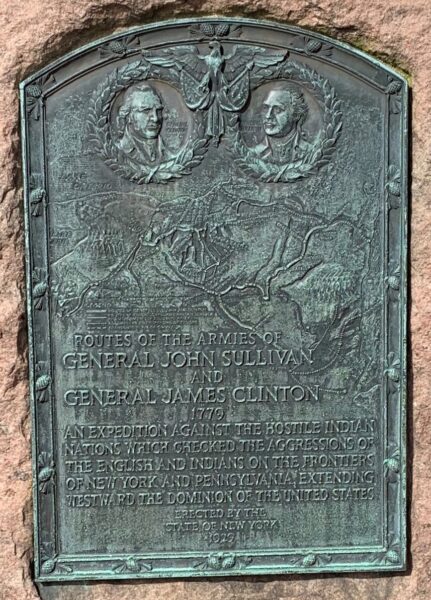 ROUTES OF THE ARMIES OF
GENERAL JOHN SULLIVAN
AND
GENERAL JAMES CLINTON
1779
AN EXPEDITION AGAINST THE HOSTILE INDIAN
NATIONS WHICH CHECKED THE AGGRESSIONS OF
THE ENGLISH AND INDIANS ON THE FRONTIERS
OF NEW YORK AND PENNSYLVANIA, EXTENDING
WESTWARD THE DOMINION OF THE UNITED STATES
ERECTED BY THE
STATE OF NEW YORK
1929